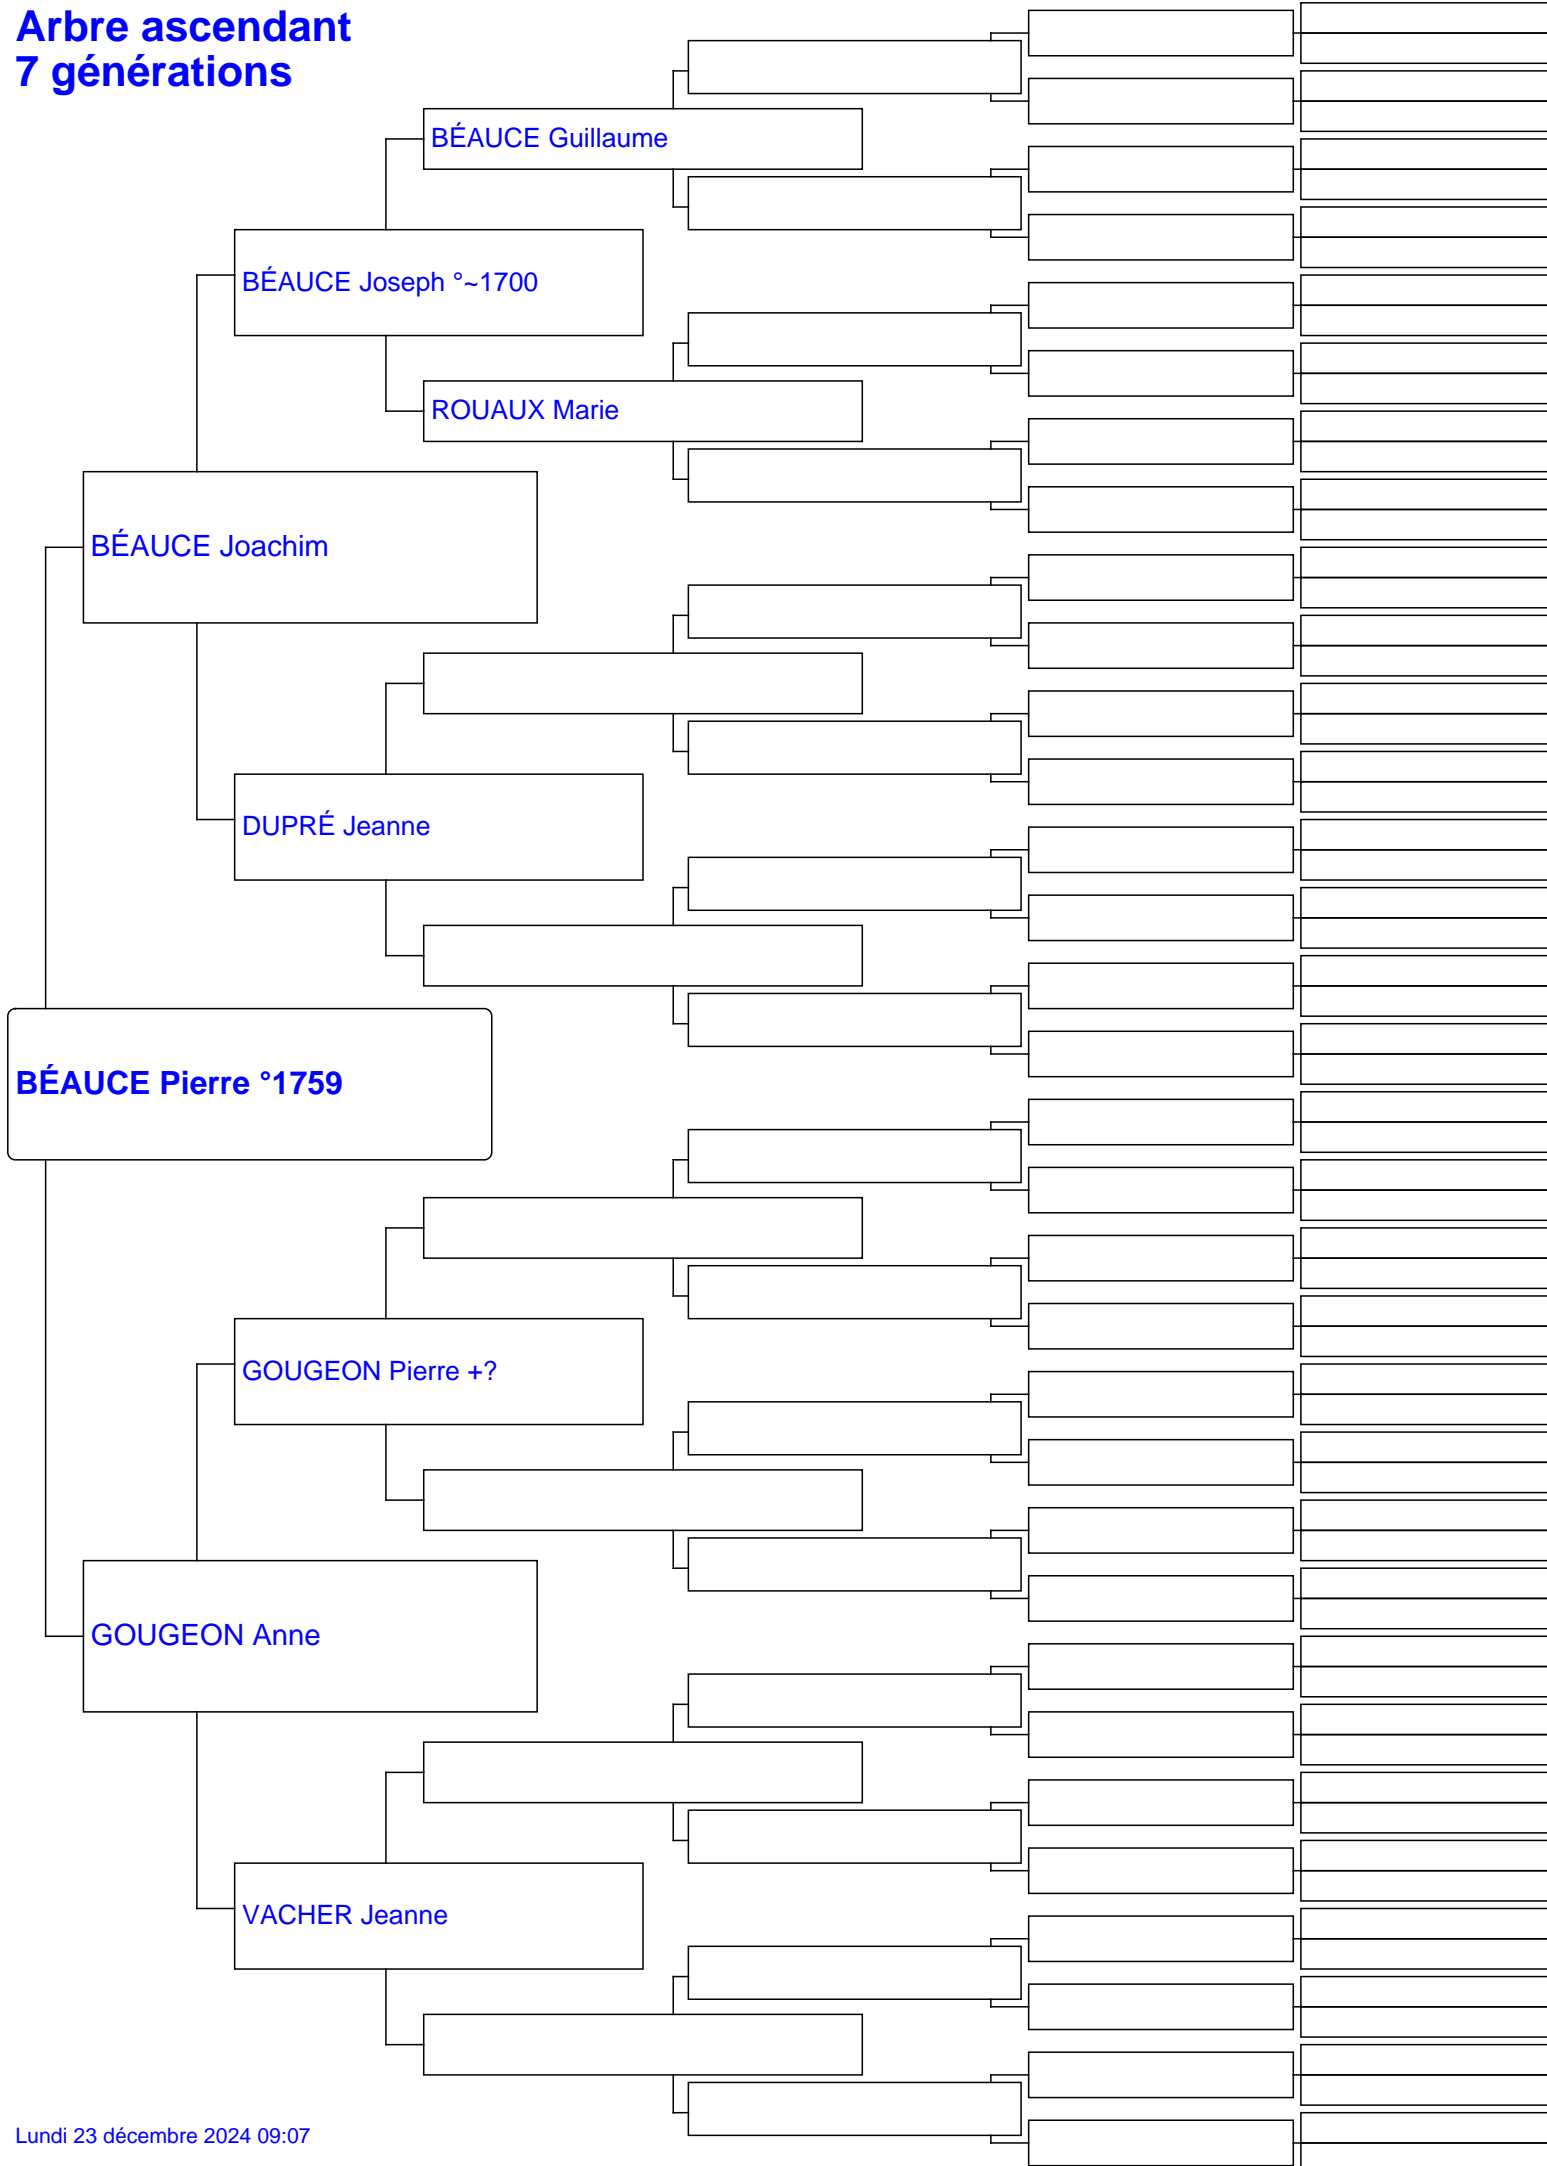 Arbre ascendant
7 générations
BÉAUCE Guillaume
BÉAUCE Joseph °~1700
ROUAUX Marie
BÉAUCE Joachim
DUPRÉ Jeanne
BÉAUCE Pierre °1759
GOUGEON Pierre +?
GOUGEON Anne
VACHER Jeanne
Lundi 23 décembre 2024 09:07